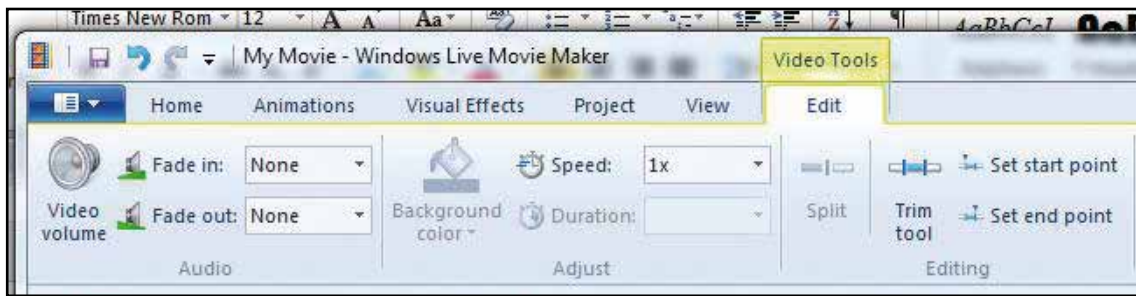 Times New Rom 12 A A Aa
AaBbCcI
My Movie - Windows Live Movie Maker Video Tools
Home Animations Visual Effects Project View Edit
Fade in: None Speed: 1x Set start point
Video volume Fade out: None Background color Duration: Split Trim tool Set end point
Audio Adjust Editing